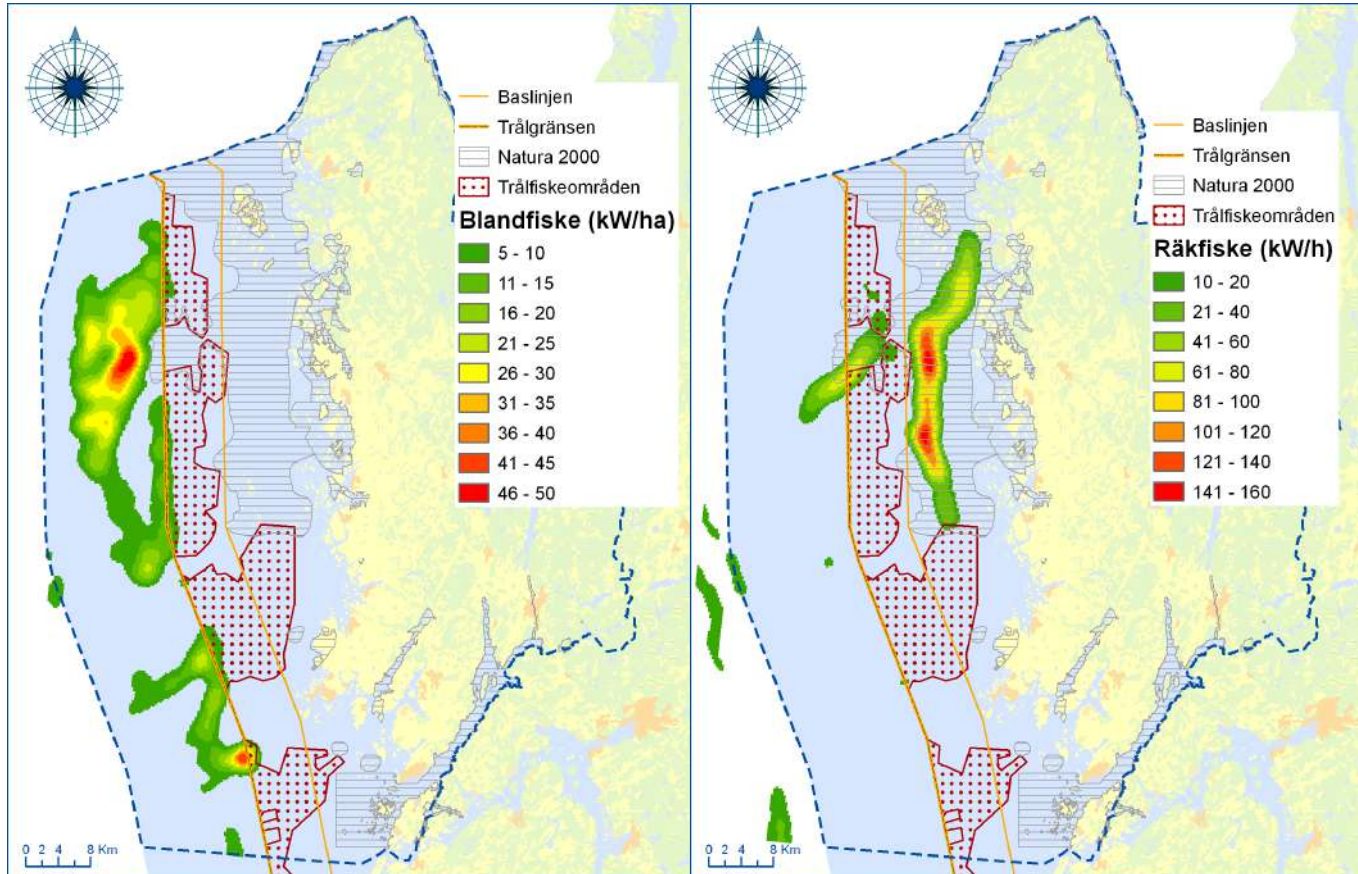 Baslinjen
Trålgränsen
Natura 2000
Trålfiskeområden
Blandfiske (kW/ha)
5 - 10
11 - 15
16 - 20
21 - 25
26 - 30
31 - 35
36 - 40
41 - 45
46 - 50
0 2 4 8 Km
Baslinjen
Trålgränsen
Natura 2000
Trålfiskeområden
Räkfiske (kW/h)
10 - 20
21 - 40
41 - 60
61 - 80
81 - 100
101 - 120
121 - 140
141 - 160
0 2 4 8 Km